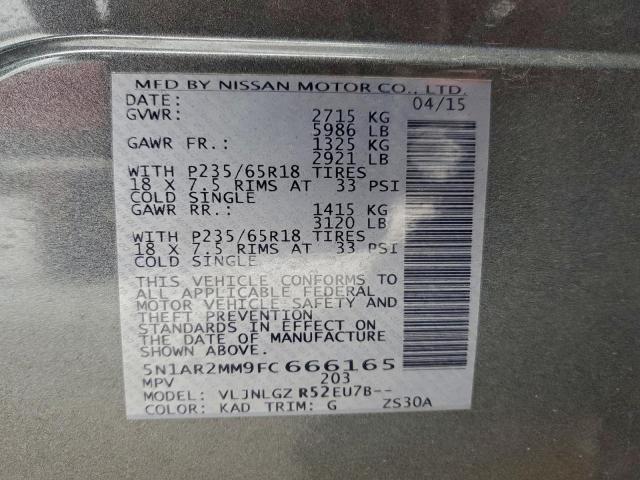 MFD BY NISSAN MOTOR CO., LTD.
DATE: 04/15
GVWR: 2715 KG
5986 LB
GAWR FR.: 1325 KG
2921 LB
WITH P235/65R18 TIRES
18 X 7.5 RIMS AT 33 PSI
COLD SINGLE
GAWR RR.: 1415 KG
3120 LB
WITH P235/65R18 TIRES
18 X 7.5 RIMS AT 33 PSI
COLD SINGLE
THIS VEHICLE CONFORMS TO
ALL APPLICABLE FEDERAL
MOTOR VEHICLE SAFETY AND
THEFT PREVENTION
STANDARDS IN EFFECT ON
THE DATE OF MANUFACTURE
SHOWN ABOVE.
5N1AR2MM9FC666165
MPV 203
MODEL: VLJNLGZ R52EU7B--
COLOR: KAD TRIM: G ZS30A